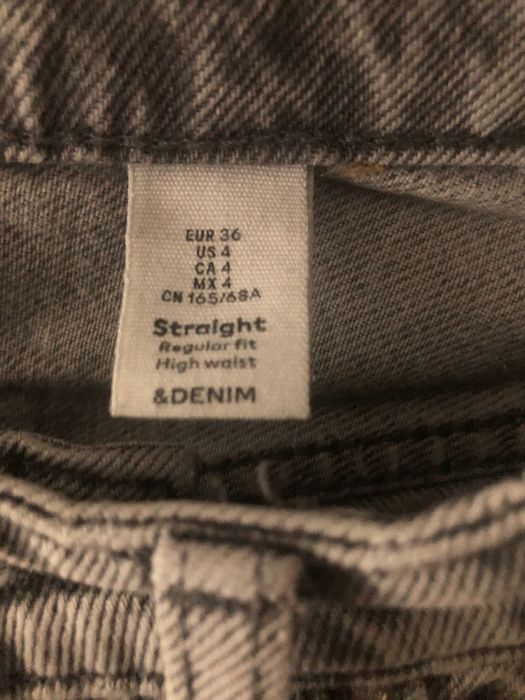 EUR 36
US 4
CA 4
MX 4
CN 165/68A
Straight
Regular fit
High waist
&DENIM